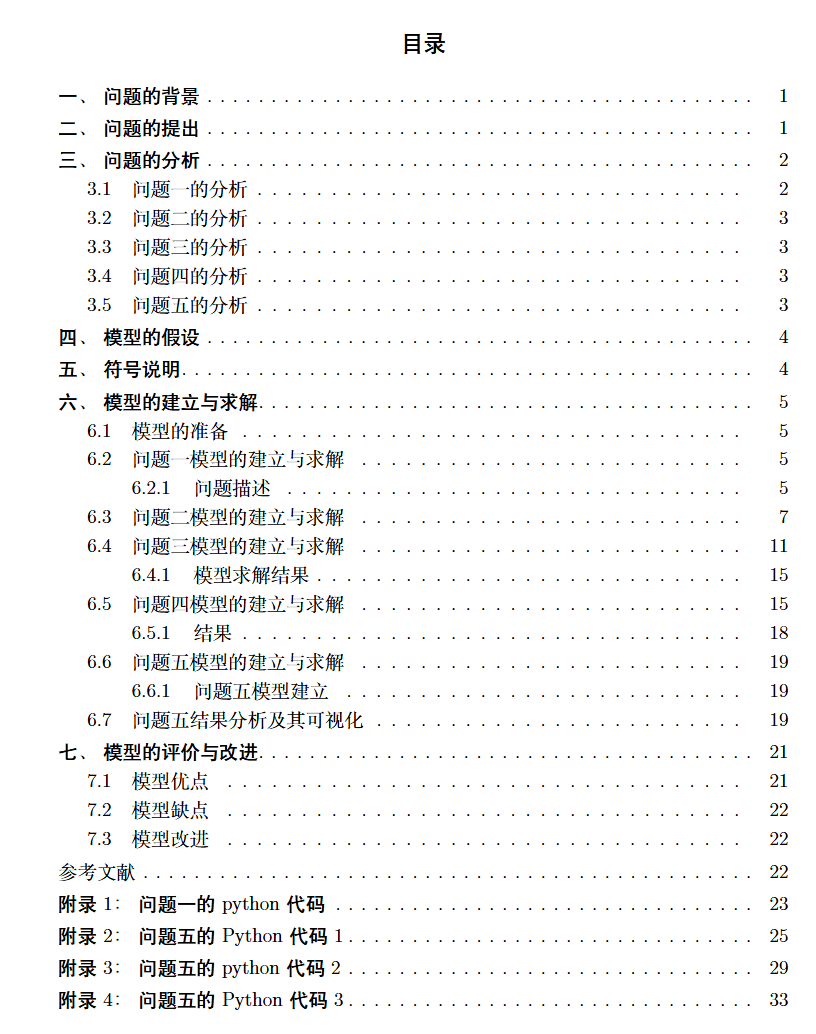 目录
一、 问题的背景 . . . . . . . . . . . . . . . . . . . . . . . . . . . . . . . . . . . . . . . . . . . 1
二、 问题的提出 . . . . . . . . . . . . . . . . . . . . . . . . . . . . . . . . . . . . . . . . . . . 1
三、 问题的分析 . . . . . . . . . . . . . . . . . . . . . . . . . . . . . . . . . . . . . . . . . . . 2
3.1 问题一的分析 . . . . . . . . . . . . . . . . . . . . . . . . . . . . . . . . . 2
3.2 问题二的分析 . . . . . . . . . . . . . . . . . . . . . . . . . . . . . . . . . 3
3.3 问题三的分析 . . . . . . . . . . . . . . . . . . . . . . . . . . . . . . . . . 3
3.4 问题四的分析 . . . . . . . . . . . . . . . . . . . . . . . . . . . . . . . . . 3
3.5 问题五的分析 . . . . . . . . . . . . . . . . . . . . . . . . . . . . . . . . . 3
四、 模型的假设 . . . . . . . . . . . . . . . . . . . . . . . . . . . . . . . . . . . . . . . . . . . 4
五、 符号说明. . . . . . . . . . . . . . . . . . . . . . . . . . . . . . . . . . . . . . . . . . . . . 4
六、 模型的建立与求解. . . . . . . . . . . . . . . . . . . . . . . . . . . . . . . . . . . . . . . 5
6.1 模型的准备 . . . . . . . . . . . . . . . . . . . . . . . . . . . . . . . . . . 5
6.2 问题一模型的建立与求解 . . . . . . . . . . . . . . . . . . . . . . . . . . 5
6.2.1 问题描述 . . . . . . . . . . . . . . . . . . . . . . . . . . . . . . . 5
6.3 问题二模型的建立与求解 . . . . . . . . . . . . . . . . . . . . . . . . . . 7
6.4 问题三模型的建立与求解 . . . . . . . . . . . . . . . . . . . . . . . . . . 11
6.4.1 模型求解结果 . . . . . . . . . . . . . . . . . . . . . . . . . . . . . 15
6.5 问题四模型的建立与求解 . . . . . . . . . . . . . . . . . . . . . . . . . . 15
6.5.1 结果 . . . . . . . . . . . . . . . . . . . . . . . . . . . . . . . . . . 18
6.6 问题五模型的建立与求解 . . . . . . . . . . . . . . . . . . . . . . . . . . 19
6.6.1 问题五模型建立 . . . . . . . . . . . . . . . . . . . . . . . . . . . 19
6.7 问题五结果分析及其可视化 . . . . . . . . . . . . . . . . . . . . . . . . . 19
七、 模型的评价与改进. . . . . . . . . . . . . . . . . . . . . . . . . . . . . . . . . . . . . . . 21
7.1 模型优点 . . . . . . . . . . . . . . . . . . . . . . . . . . . . . . . . . . . 21
7.2 模型缺点 . . . . . . . . . . . . . . . . . . . . . . . . . . . . . . . . . . . 22
7.3 模型改进 . . . . . . . . . . . . . . . . . . . . . . . . . . . . . . . . . . . 22
参考文献 . . . . . . . . . . . . . . . . . . . . . . . . . . . . . . . . . . . . . . . . . . . . . . . . 22
附录 1: 问题一的 python 代码 . . . . . . . . . . . . . . . . . . . . . . . . . . . . . . . . . 23
附录 2: 问题五的 Python 代码 1 . . . . . . . . . . . . . . . . . . . . . . . . . . . . . . . . 25
附录 3: 问题五的 python 代码 2 . . . . . . . . . . . . . . . . . . . . . . . . . . . . . . . . 29
附录 4: 问题五的 Python 代码 3 . . . . . . . . . . . . . . . . . . . . . . . . . . . . . . . . 33